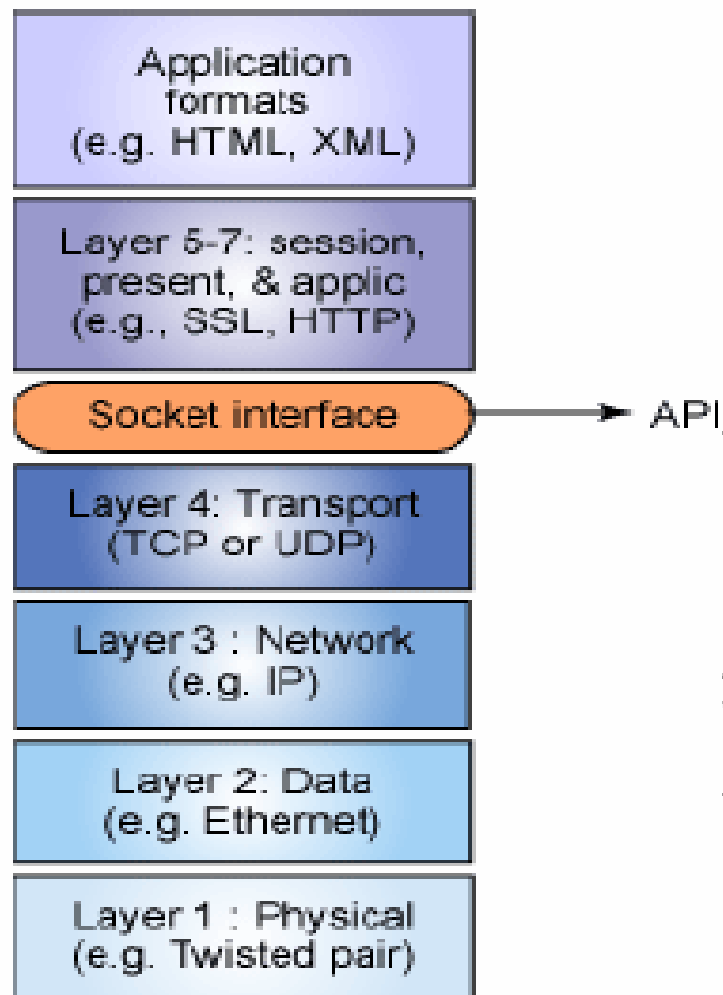 Application
formats
(e.g. HTML, XML)
Layer 5-7: session,
present, & applic
(e.g., SSL, HTTP)
Socket interface
API
Layer 4: Transport
(TCP or UDP)
Layer 3 : Network
(e.g. IP)
Layer 2: Data
(e.g. Ethernet)
Layer 1 : Physical
(e.g. Twisted pair)